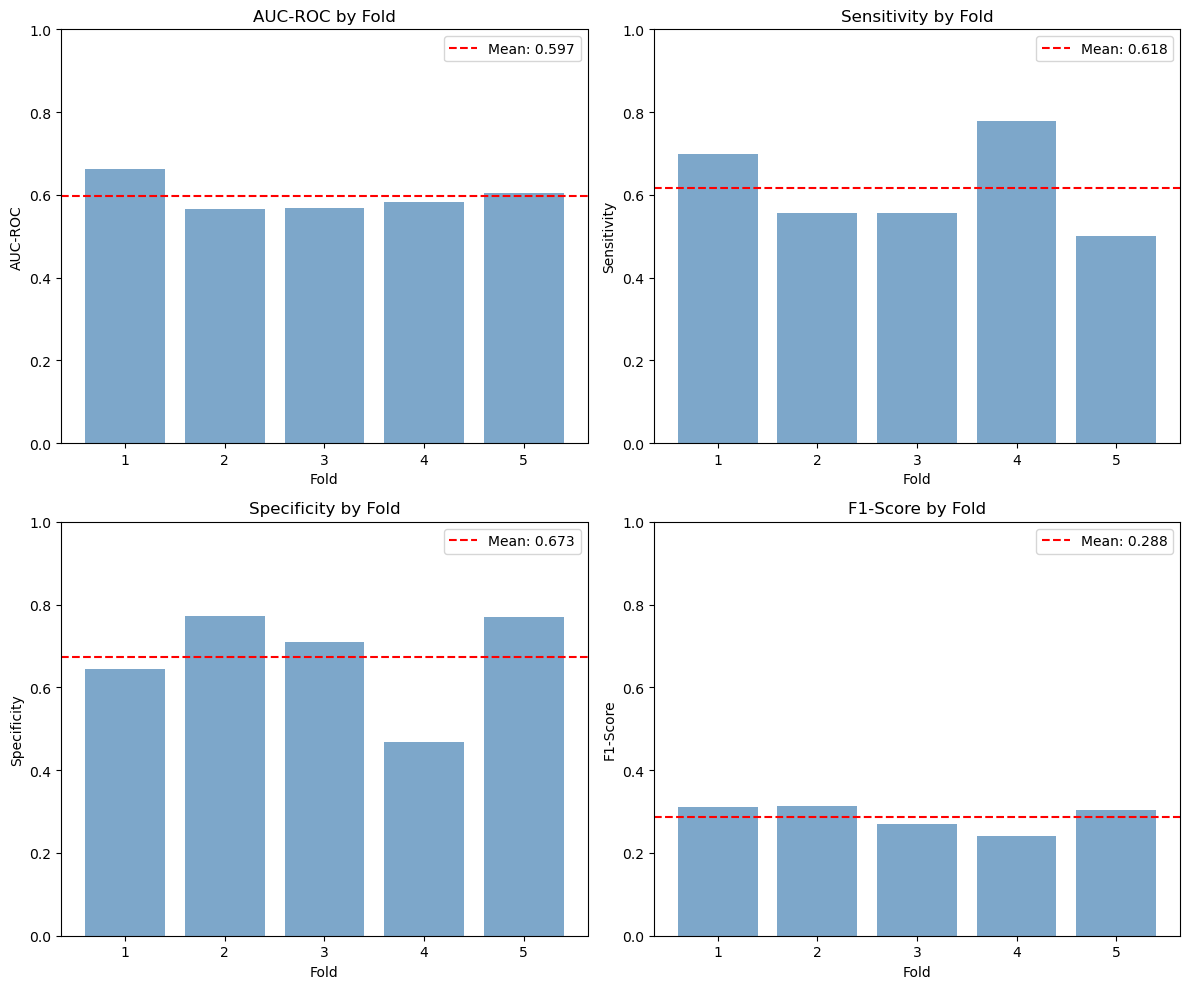 AUC-ROC by Fold
Mean: 0.597
1.0
0.8
0.6
0.4
0.2
0.0
AUC-ROC
1 2 3 4 5
Fold
Sensitivity by Fold
Mean: 0.618
1.0
0.8
0.6
0.4
0.2
0.0
Sensitivity
1 2 3 4 5
Fold
Specificity by Fold
Mean: 0.673
1.0
0.8
0.6
0.4
0.2
0.0
Specificity
1 2 3 4 5
Fold
F1-Score by Fold
Mean: 0.288
1.0
0.8
0.6
0.4
0.2
0.0
F1-Score
1 2 3 4 5
Fold